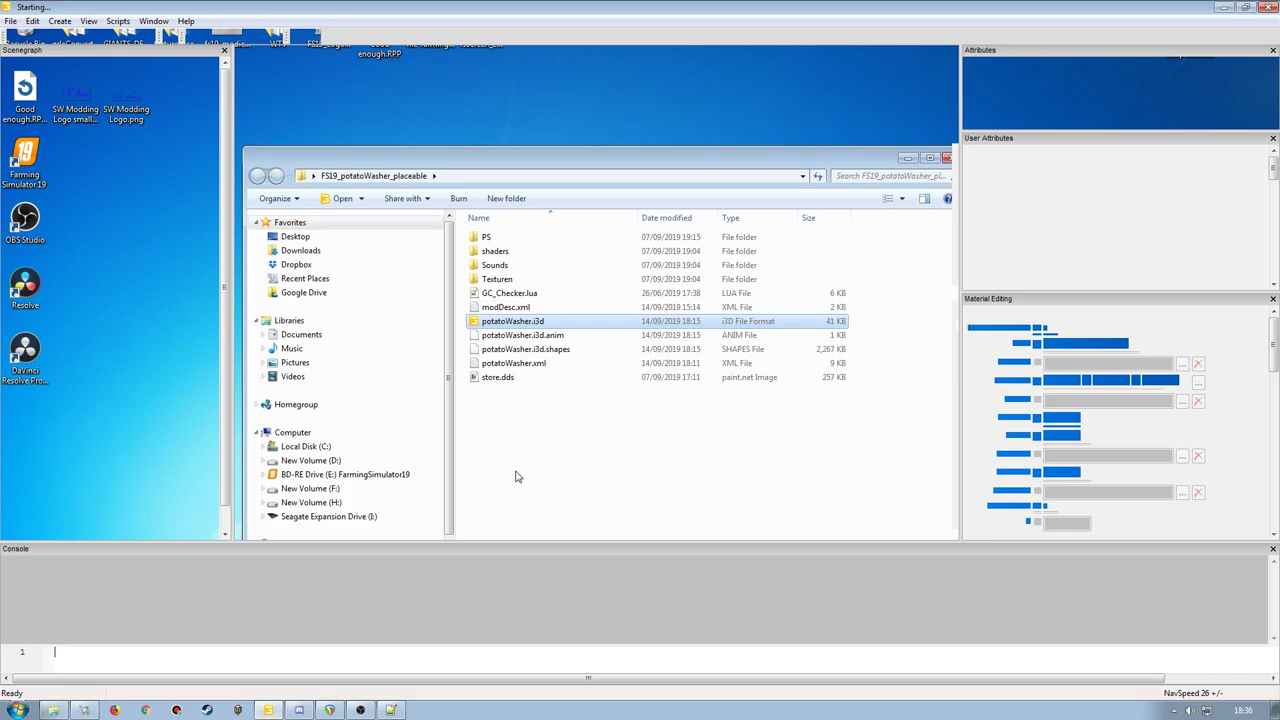 Starting...
File Edit Create View Scripts Window Help
Scenegraph
Attributes
enough.RPP
Good enough.RP...
SW Modding Logo small...
SW Modding Logo.png
Farming Simulator 19
OBS Studio
Resolve
DaVinci Resolve Pro...
FS19_potatoWasher_placeable
Search FS19_potatoWasher_pl...
Organize Open Share with Burn New folder
Favorites
Desktop
Downloads
Dropbox
Recent Places
Google Drive
Libraries
Documents
Music
Pictures
Videos
Homegroup
Computer
Local Disk (C:)
New Volume (D:)
BD-RE Drive (E:) FarmingSimulator19
New Volume (F:)
New Volume (H:)
Seagate Expansion Drive (I:)
Name Date modified Type Size
PS 07/09/2019 19:15 File folder
shaders 07/09/2019 19:04 File folder
Sounds 07/09/2019 19:04 File folder
Texturen 07/09/2019 19:04 File folder
GC_Checker.lua 26/06/2019 17:38 LUA File 6 KB
modDesc.xml 14/09/2019 15:14 XML File 2 KB
potatoWasher.i3d 14/09/2019 18:15 i3D File Format 41 KB
potatoWasher.i3d.anim 14/09/2019 18:15 ANIM File 2 KB
potatoWasher.i3d.shapes 14/09/2019 18:15 SHAPES File 2,267 KB
potatoWasher.xml 14/09/2019 18:11 XML File 9 KB
store.dds 07/09/2019 17:11 paint.net Image 257 KB
User Attributes
Material Editing
Console
1
Ready
NavSpeed 26 +/-
18:36